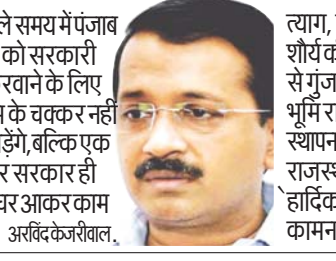 ले समय में पंजाब
को सरकारी
रवाने के लिए
के चक्कर नहीं
ड़ेंगे, बल्कि एक
र सरकार ही
घर आकर काम
अरविंद केजरीवाल.
त्याग,
शौर्य क
से गुंज
भूमि र
स्थापन
राजस्
हार्दिक
कामन